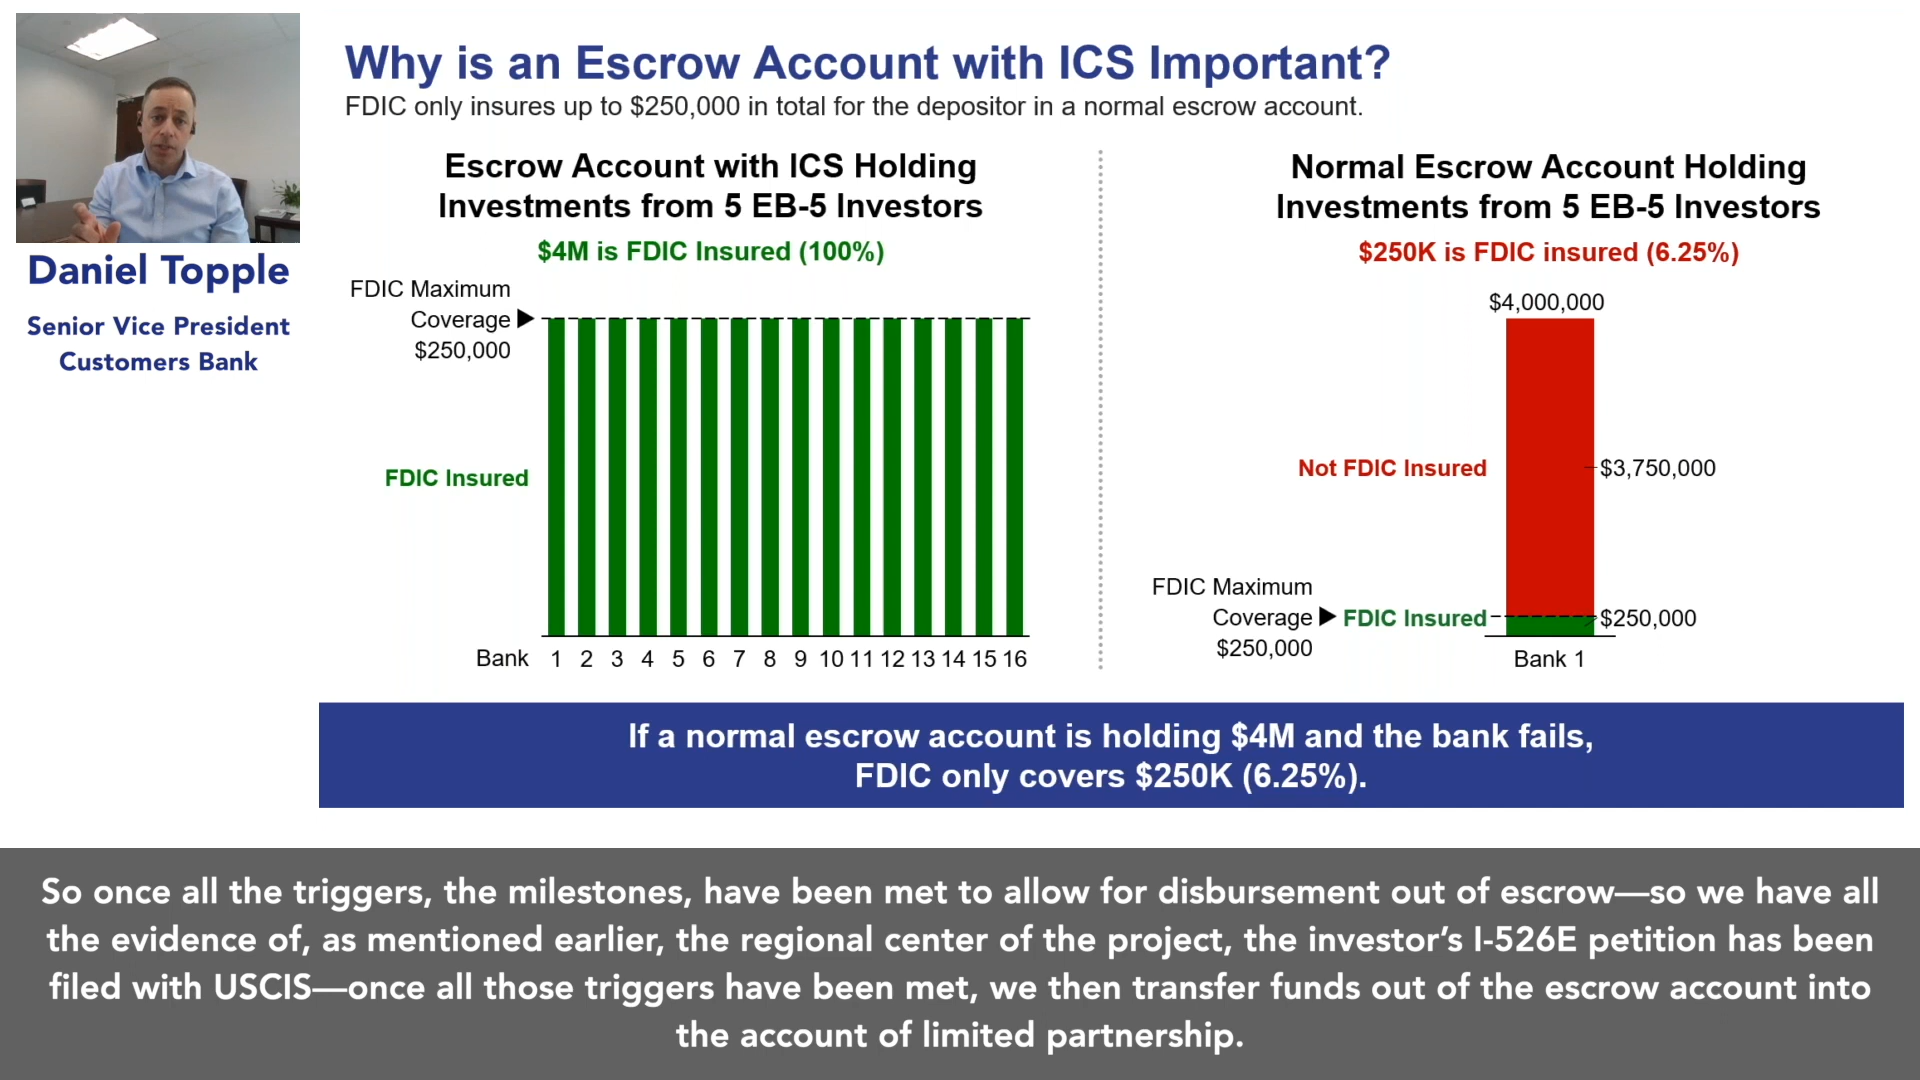 Why is an Escrow Account with ICS Important?
FDIC only insures up to $250,000 in total for the depositor in a normal escrow account.
Daniel Topple
Senior Vice President
Customers Bank
Escrow Account with ICS Holding
Investments from 5 EB-5 Investors
$4M is FDIC Insured (100%)
FDIC Maximum
Coverage
$250,000
FDIC Insured
Bank 1 2 3 4 5 6 7 8 9 10 11 12 13 14 15 16
Normal Escrow Account Holding
Investments from 5 EB-5 Investors
$250K is FDIC insured (6.25%)
$4,000,000
Not FDIC Insured
$3,750,000
FDIC Maximum
Coverage
$250,000
FDIC Insured
$250,000
Bank 1
If a normal escrow account is holding $4M and the bank fails,
FDIC only covers $250K (6.25%).
So once all the triggers, the milestones, have been met to allow for disbursement out of escrow—so we have all
the evidence of, as mentioned earlier, the regional center of the project, the investor’s I-526E petition has been
filed with USCIS—once all those triggers have been met, we then transfer funds out of the escrow account into
the account of limited partnership.